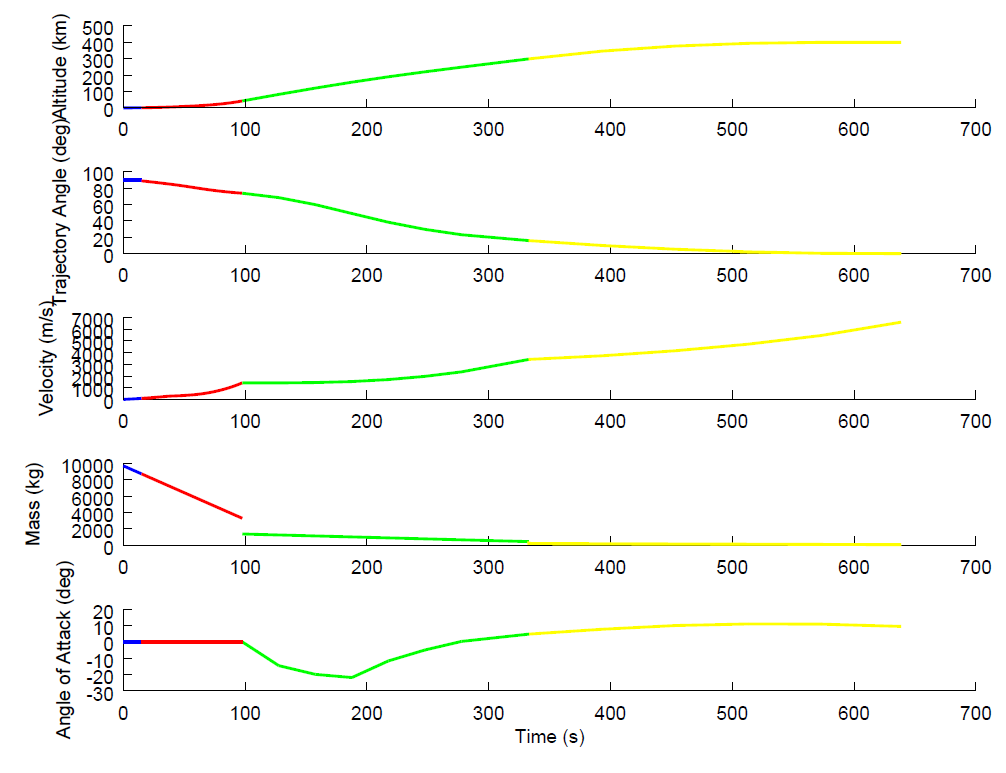 Altitude (km)
500
400
300
200
100
0
0 100 200 300 400 500 600 700
Trajectory Angle (deg)
100
80
60
40
20
0
0 100 200 300 400 500 600 700
Velocity (m/s)
7000
6000
5000
4000
3000
2000
1000
0
0 100 200 300 400 500 600 700
Mass (kg)
10000
8000
6000
4000
2000
0
0 100 200 300 400 500 600 700
Angle of Attack (deg)
20
10
0
-10
-20
-30
0 100 200 300 400 500 600 700
Time (s)